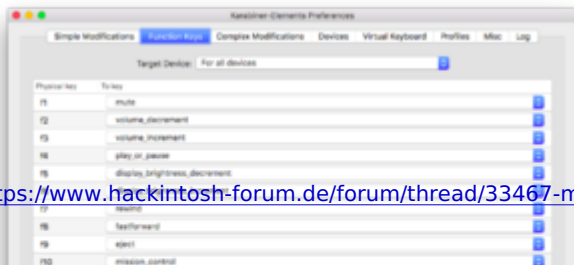 Karabiner-Elements Preferences
Simple Modifications Function Keys Complex Modifications Devices Virtual Keyboard Profiles Misc Log
Target Device: For all devices
Physical key To key
f1 mute
f2 volume_decrement
f3 volume_increment
f4 play_or_pause
f5 display_brightness_decrement
tps://www.hackintosh-forum.de/forum/thread/33467-m
f7 rewind
f8 fastforward
f9 eject
f10 mission_control